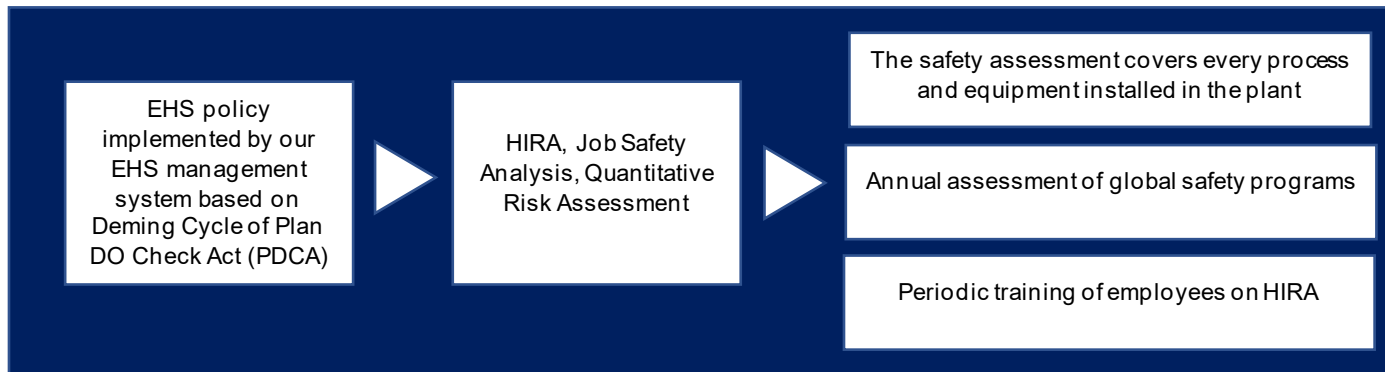 EHS policy
implemented by our
EHS management
system based on
Deming Cycle of Plan
DO Check Act (PDCA)
HIRA, Job Safety
Analysis, Quantitative
Risk Assessment
The safety assessment covers every process
and equipment installed in the plant
Annual assessment of global safety programs
Periodic training of employees on HIRA